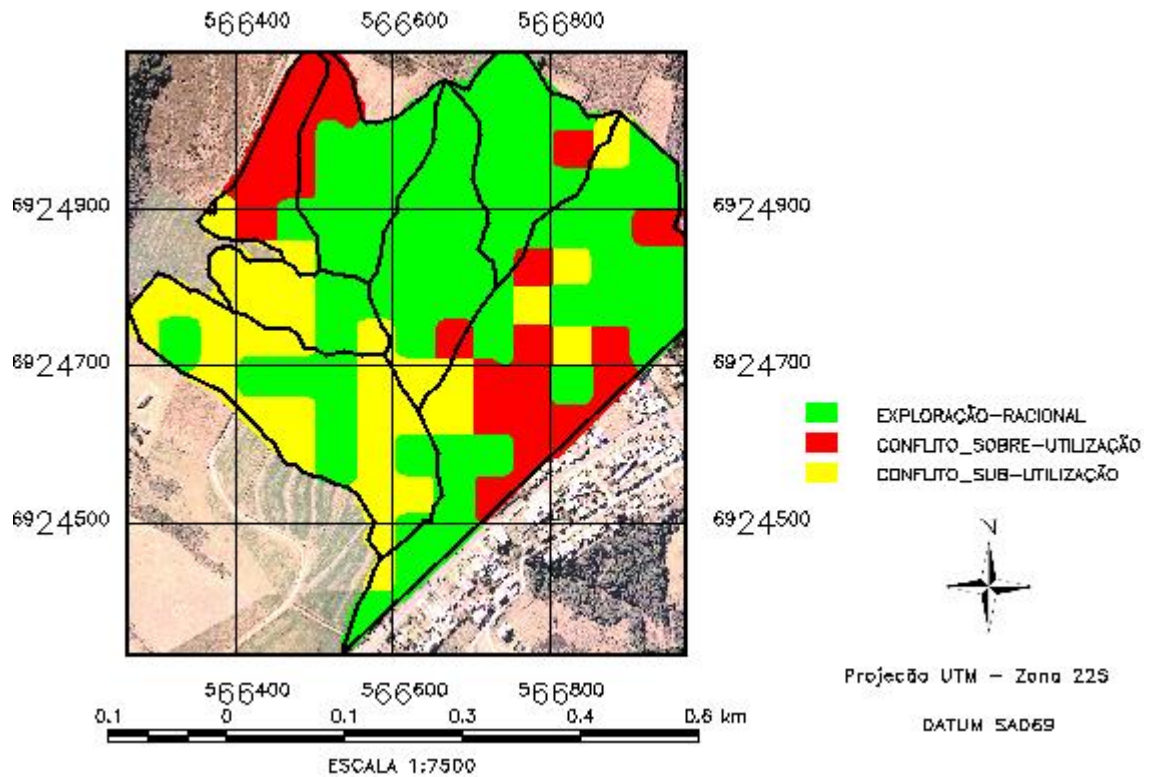 566400 566600 566800
6924900 6924900
6924700 6924700
EXPLORAÇÃO-RACIONAL
CONFLITO_SOBRE-UTILIZAÇÃO
CONFLITO_SUB-UTILIZAÇÃO
6924500 6924500
N
Projecão UTM - Zona 22S
566400 566600 566800
0.1 0 0.1 0.3 0.4 0.6 km
DATUM SAD69
ESCALA 1:7500